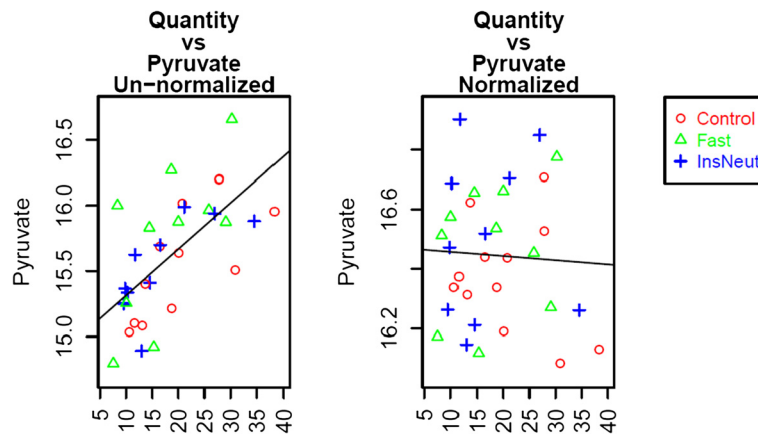 Quantity
vs
Pyruvate
Un-normalized
Pyruvate
16.5
16.0
15.5
15.0
5 10 15 20 25 30 35 40
Quantity
vs
Pyruvate
Normalized
Pyruvate
16.6
16.2
5 10 15 20 25 30 35 40
Control
Fast
InsNeut